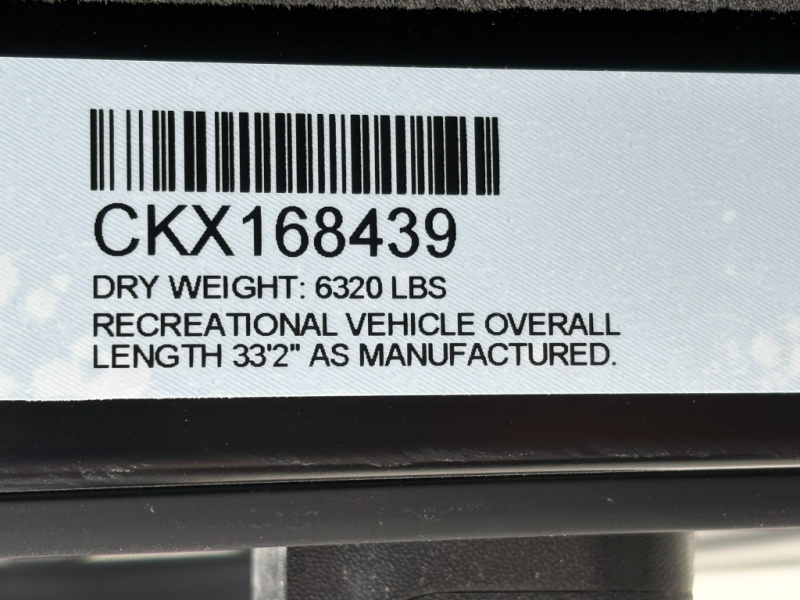 CKX168439
DRY WEIGHT: 6320 LBS
RECREATIONAL VEHICLE OVERALL
LENGTH 33'2" AS MANUFACTURED.